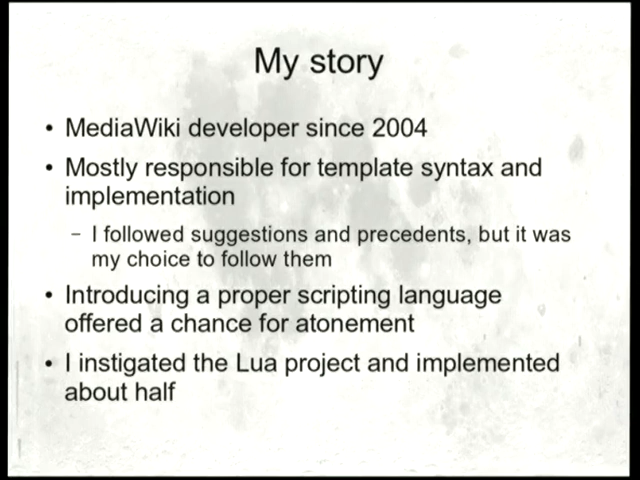 My story
• MediaWiki developer since 2004
• Mostly responsible for template syntax and
implementation
– I followed suggestions and precedents, but it was
my choice to follow them
• Introducing a proper scripting language
offered a chance for atonement
• I instigated the Lua project and implemented
about half